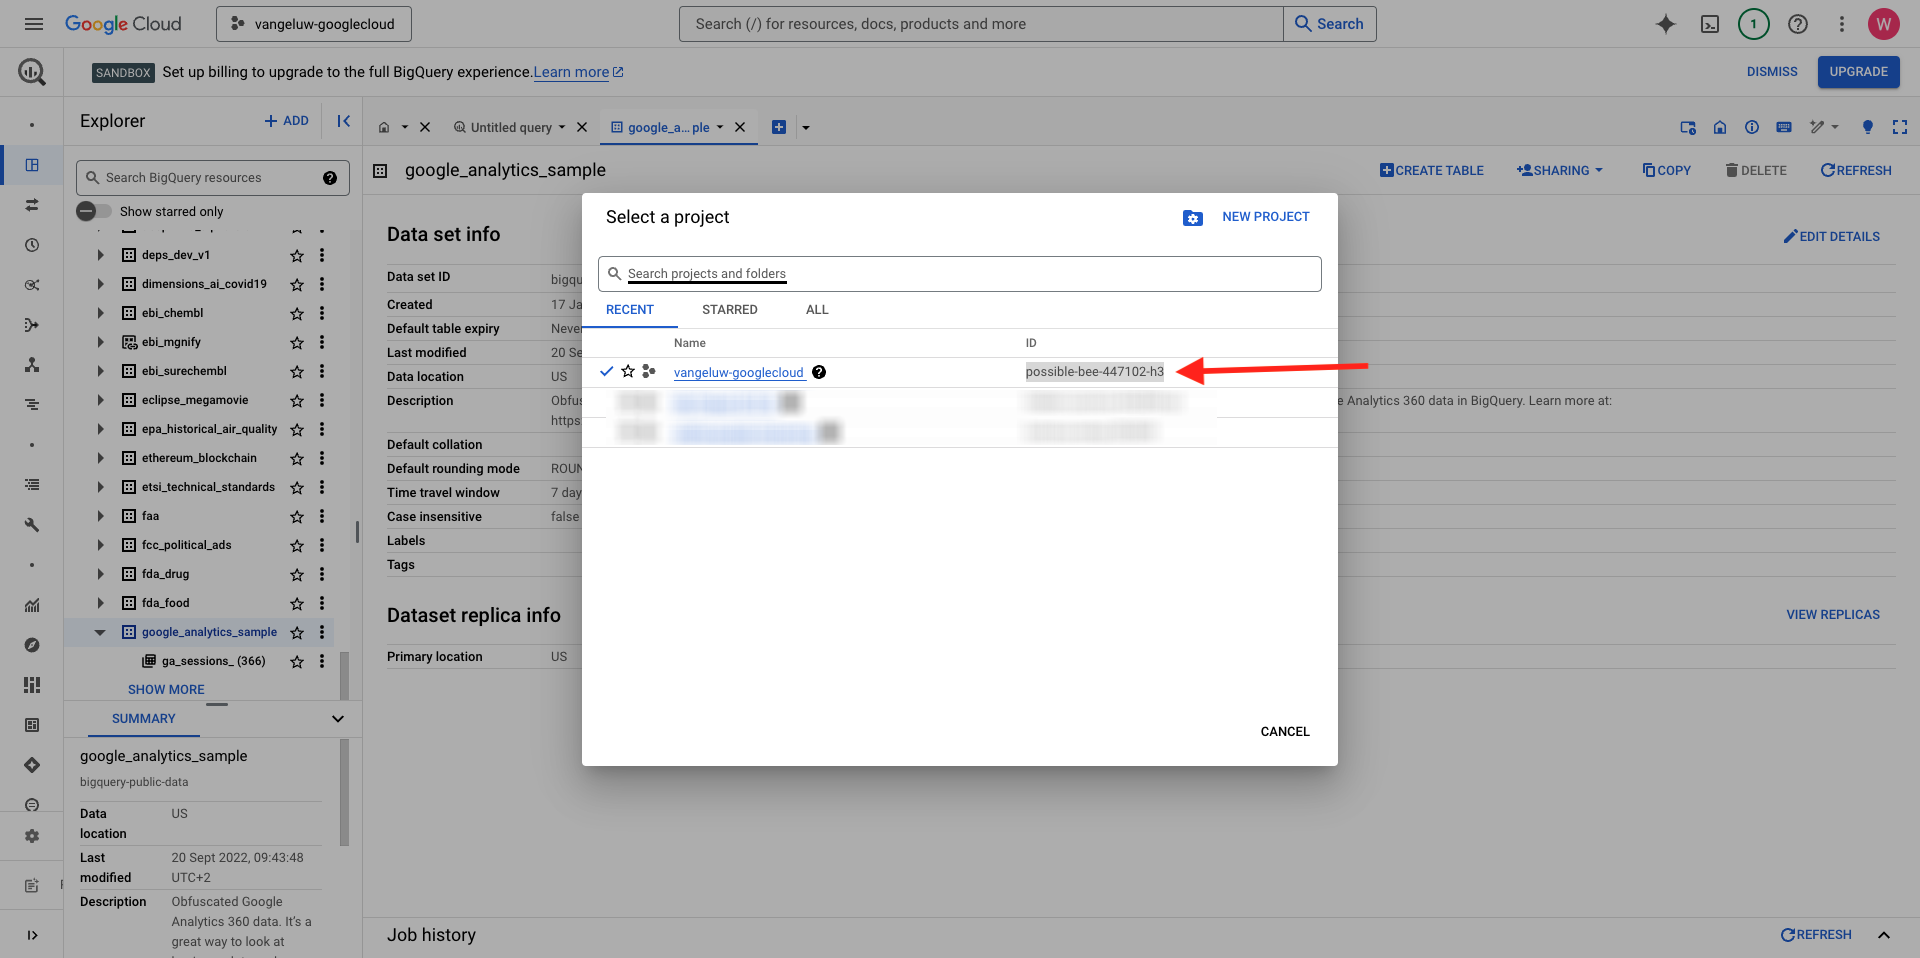 Google Cloud
vangeluw-googlecloud
Search (/) for resources, docs, products and more
Search
1
W
SANDBOX Set up billing to upgrade to the full BigQuery experience. Learn more
DISMISS
UPGRADE
Explorer
+ ADD
Untitled query
google_a... ple
Search BigQuery resources
Show starred only
google_analytics_sample
CREATE TABLE
SHARING
COPY
DELETE
REFRESH
deps_dev_v1
dimensions_ai_covid19
ebi_chembl
ebi_mgnify
ebi_surechembl
eclipse_megamovie
epa_historical_air_quality
ethereum_blockchain
etsi_technical_standards
faa
fcc_political_ads
fda_drug
fda_food
google_analytics_sample
ga_sessions_ (366)
SHOW MORE
SUMMARY
google_analytics_sample
bigquery-public-data
Data location US
Last modified 20 Sept 2022, 09:43:48 UTC+2
Description Obfuscated Google
Analytics 360 data. It's a
great way to look at
Data set info
EDIT DETAILS
Data set ID bigqu
Created 17 Ja
Default table expiry Neve
Last modified 20 Se
Data location US
Description Obfus
e Analytics 360 data in BigQuery. Learn more at:
https:
Default collation
Default rounding mode ROUN
Time travel window 7 day
Case insensitive false
Labels
Tags
Dataset replica info
VIEW REPLICAS
Primary location US
Select a project
NEW PROJECT
Search projects and folders
RECENT
STARRED
ALL
Name
ID
vangeluw-googlecloud
possible-bee-447102-h3
CANCEL
Job history
REFRESH